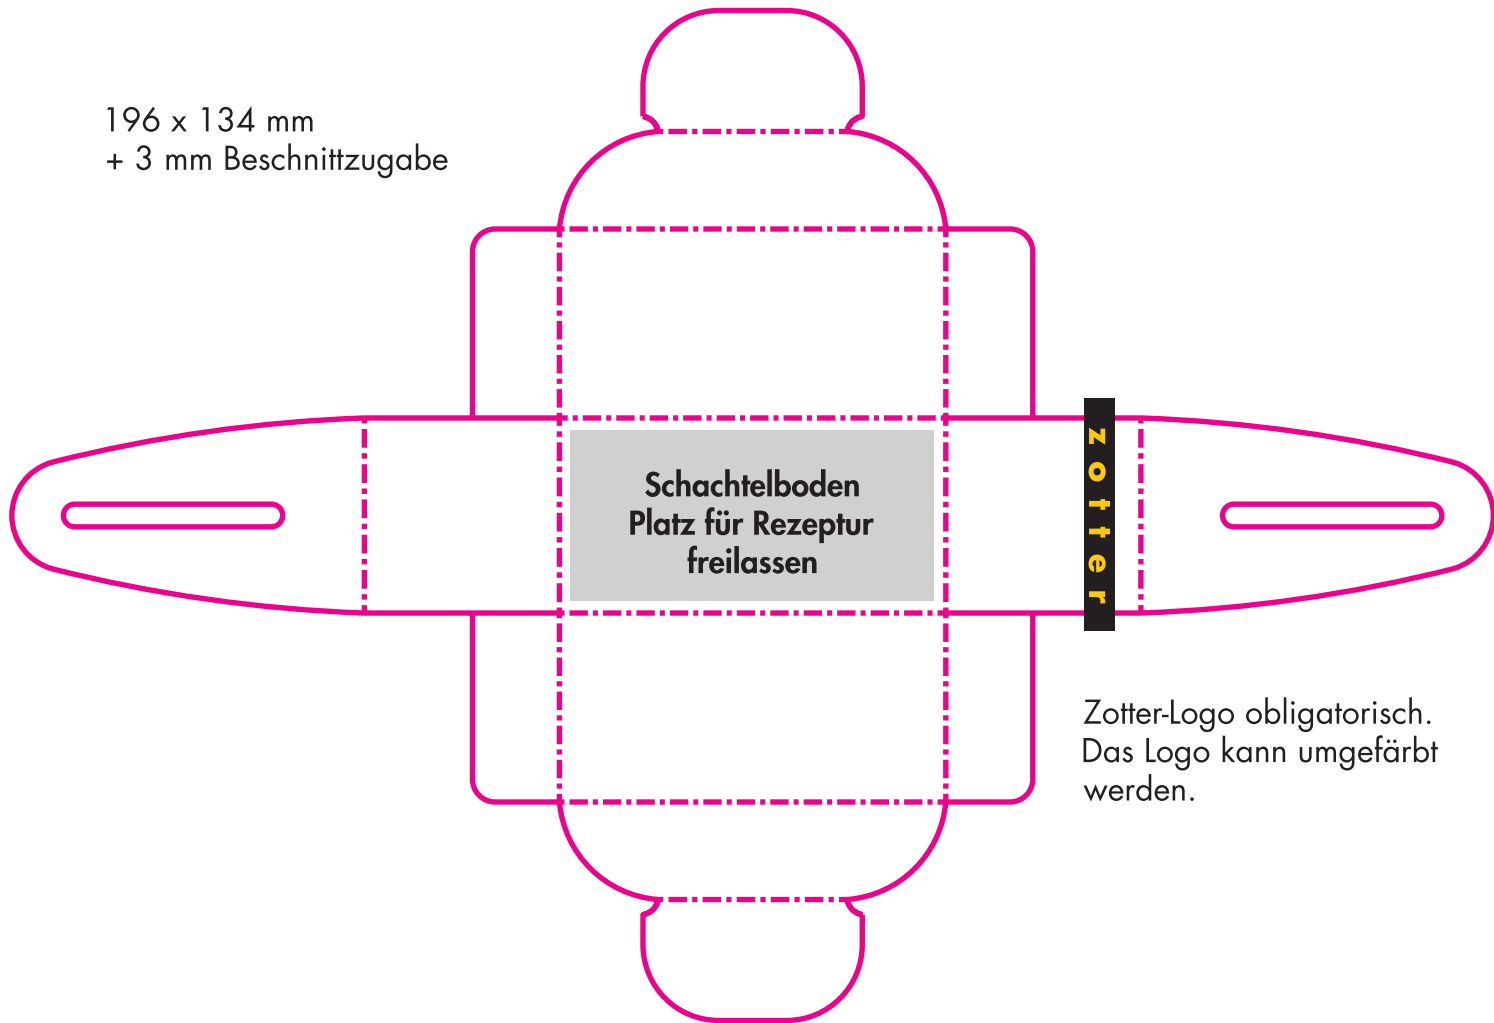 196 x 134 mm
+ 3 mm Beschnittzugabe
Schachtelboden
Platz für Rezeptur
freilassen
zotter
Zotter-Logo obligatorisch.
Das Logo kann umgefärbt
werden.